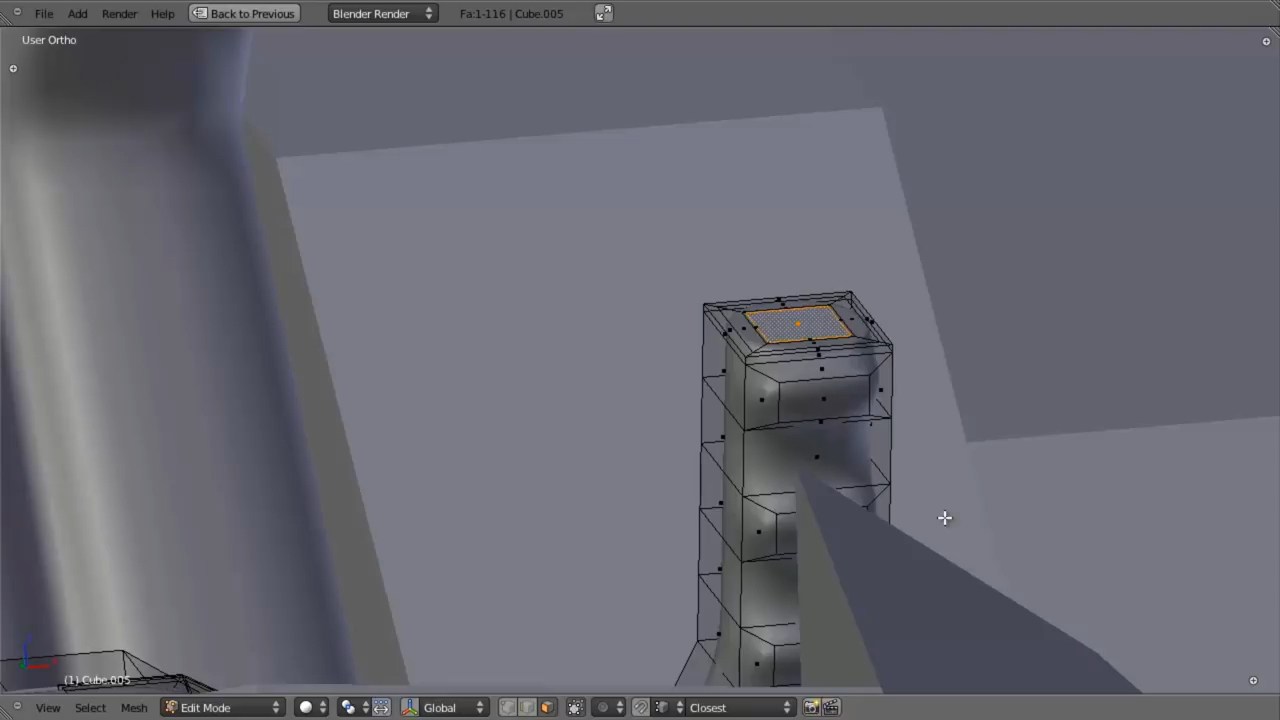 File Add Render Help Back to Previous Blender Render Fa:1-116 | Cube.005
User Ortho
(1) Cube.005
View Select Mesh Edit Mode Global Closest